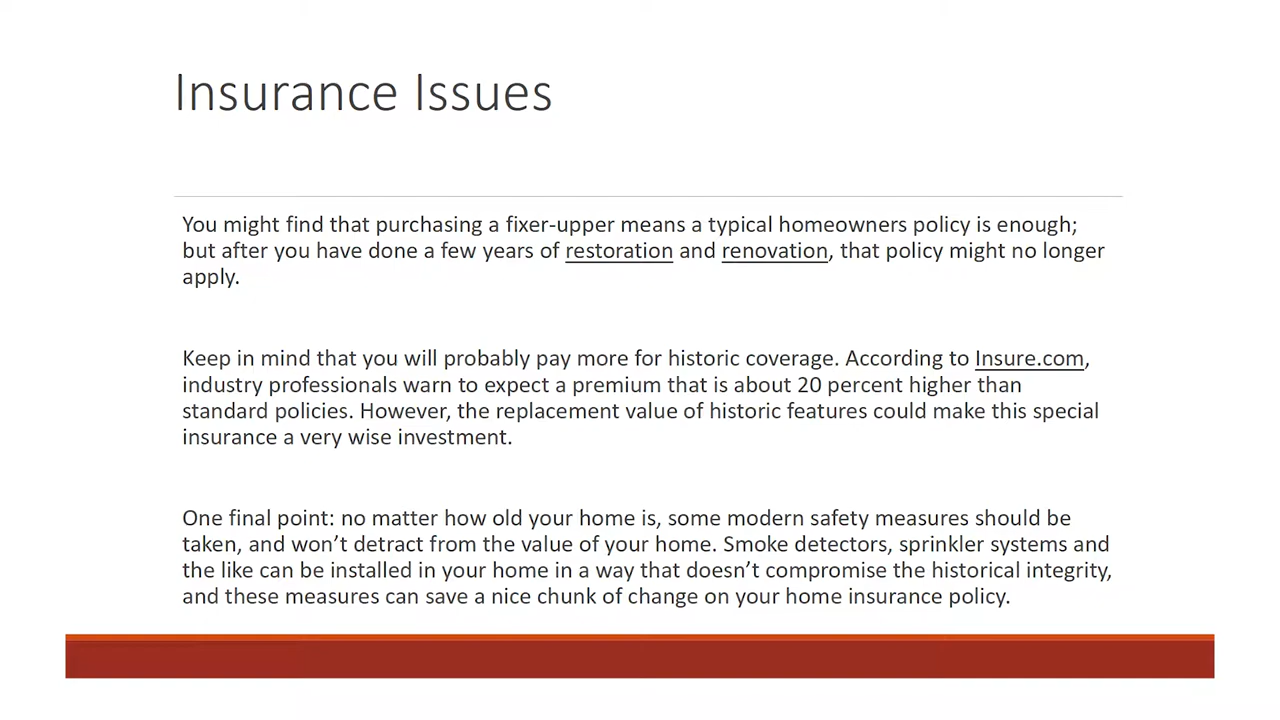 Insurance Issues
You might find that purchasing a fixer-upper means a typical homeowners policy is enough;
but after you have done a few years of restoration and renovation, that policy might no longer
apply.
Keep in mind that you will probably pay more for historic coverage. According to Insure.com,
industry professionals warn to expect a premium that is about 20 percent higher than
standard policies. However, the replacement value of historic features could make this special
insurance a very wise investment.
One final point: no matter how old your home is, some modern safety measures should be
taken, and won’t detract from the value of your home. Smoke detectors, sprinkler systems and
the like can be installed in your home in a way that doesn’t compromise the historical integrity,
and these measures can save a nice chunk of change on your home insurance policy.